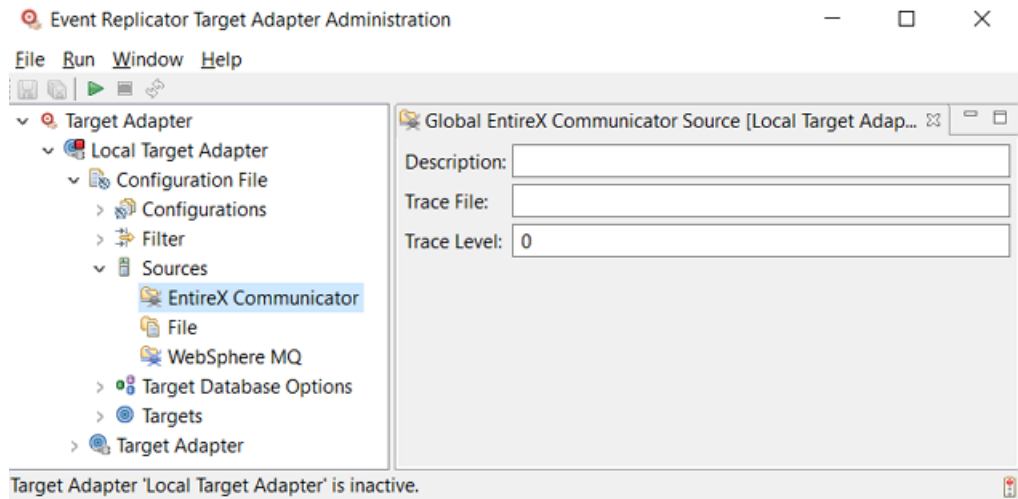 Event Replicator Target Adapter Administration
File Run Window Help
Target Adapter
Local Target Adapter
Configuration File
Configurations
Filter
Sources
EntireX Communicator
File
WebSphere MQ
Target Database Options
Targets
Target Adapter
Global EntireX Communicator Source [Local Target Adap...
Description:
Trace File:
Trace Level: 0
Target Adapter 'Local Target Adapter' is inactive.